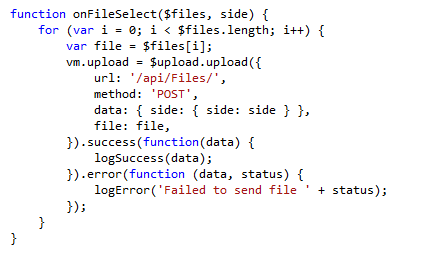 function onFileSelect($files, side) {
    for (var i = 0; i < $files.length; i++) {
        var file = $files[i];
        vm.upload = $upload.upload({
            url: '/api/Files/',
            method: 'POST',
            data: { side: { side: side } },
            file: file,
        }).success(function(data) {
            logSuccess(data);
        }).error(function (data, status) {
            logError('Failed to send file ' + status);
        });
    }
}